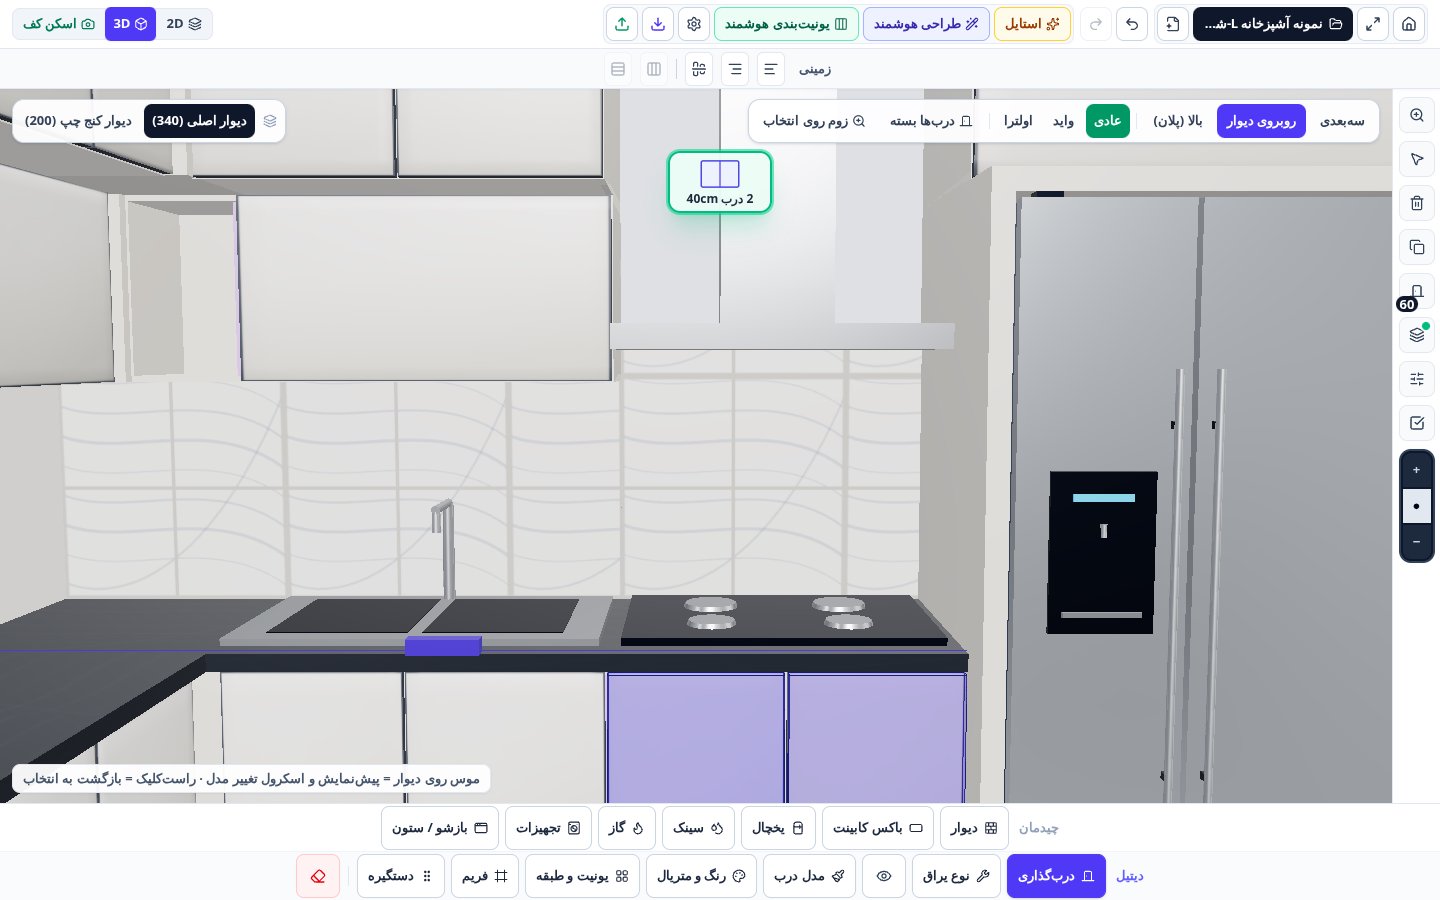 نمونه آشپزخانه L-ش...
استایل
طراحی هوشمند
یونیت‌بندی هوشمند
2D
3D
اسکن کف
زمینی
سه‌بعدی
روبروی دیوار
بالا (پلان)
عادی
واید
اولترا
درب‌ها بسته
زوم روی انتخاب
دیوار اصلی (340)
دیوار کنج چپ (200)
2 درب 40cm
60
+
−
موس روی دیوار = پیش‌نمایش و اسکرول تغییر مدل · راست‌کلیک = بازگشت به انتخاب
چیدمان
دیوار
باکس کابینت
یخچال
سینک
گاز
تجهیزات
بازشو / ستون
دیتیل
درب‌گذاری
نوع یراق
مدل درب
رنگ و متریال
یونیت و طبقه
فریم
دستگیره